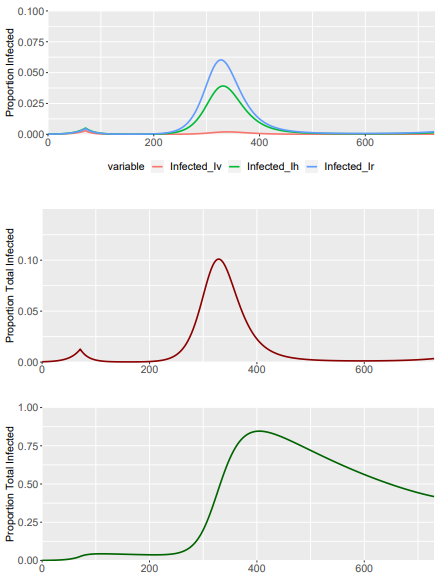 Proportion Infected
0.100
0.075
0.050
0.025
0.000
0 200 400 600
variable Infected_Iv Infected_Ih Infected_Ir
Proportion Total Infected
0.10
0.05
0.00
0 200 400 600
Proportion Total Infected
1.00
0.75
0.50
0.25
0.00
0 200 400 600